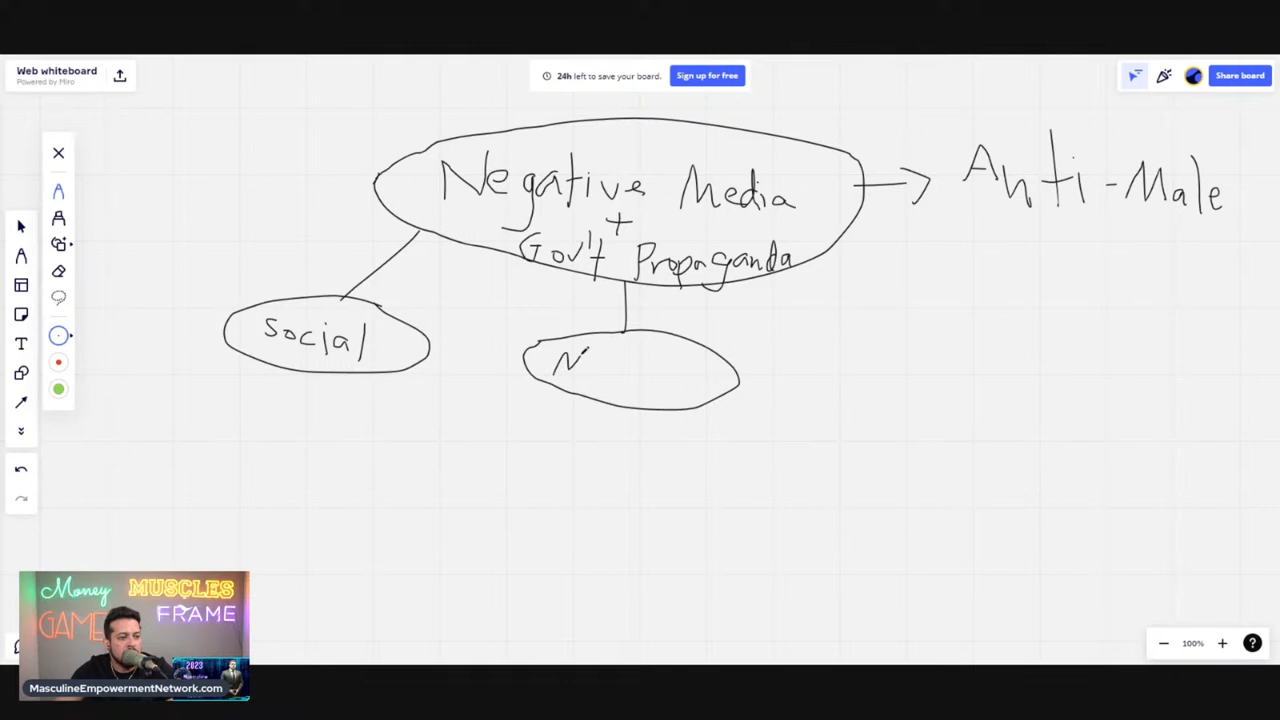 Web whiteboard
Powered by Miro
24h left to save your board.
Sign up for free
Share board
Negative Media
+
Gov't Propaganda
Anti-Male
Social
N
T
100%
?
Money
MUSCLES
GAME
FRAME
2023
MasculineEmpowermentNetwork.com